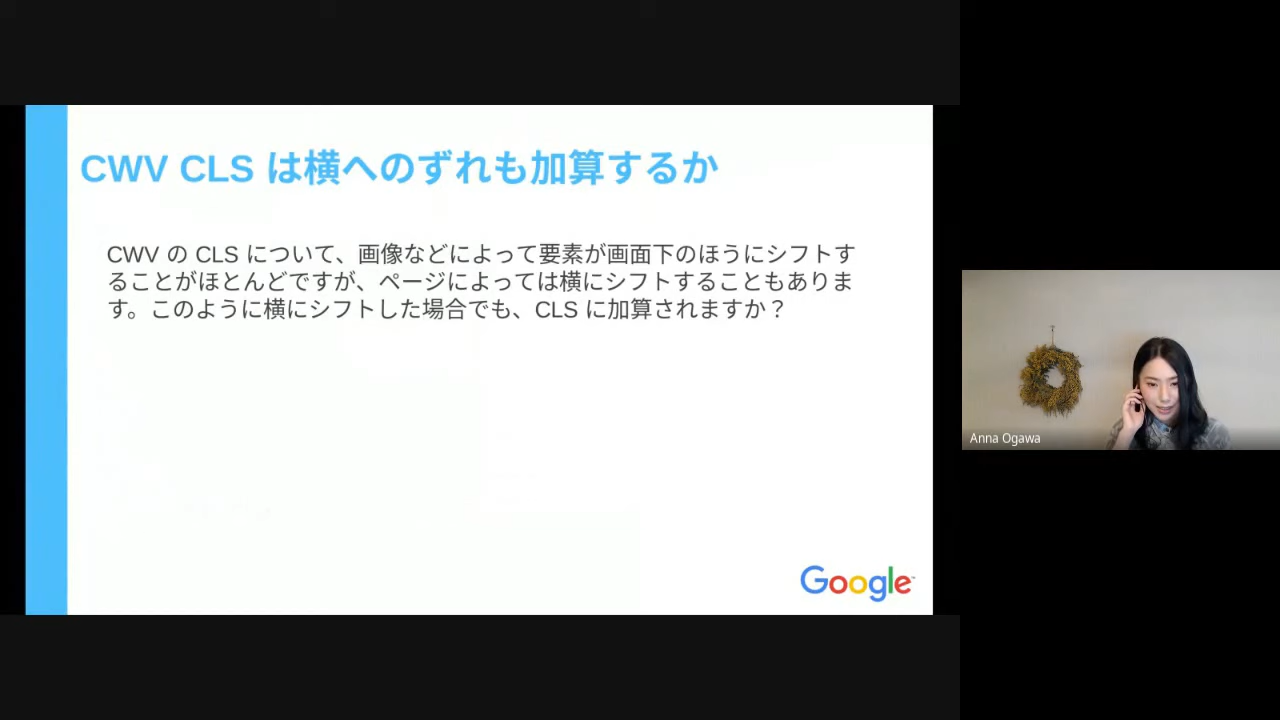 CWV CLS は横へのずれも加算するか
CWV の CLS について、画像などによって要素が画面下のほうにシフトす
ることがほとんどですが、ページによっては横にシフトすることもありま
す。このように横にシフトした場合でも、CLS に加算されますか？
Google
Anna Ogawa